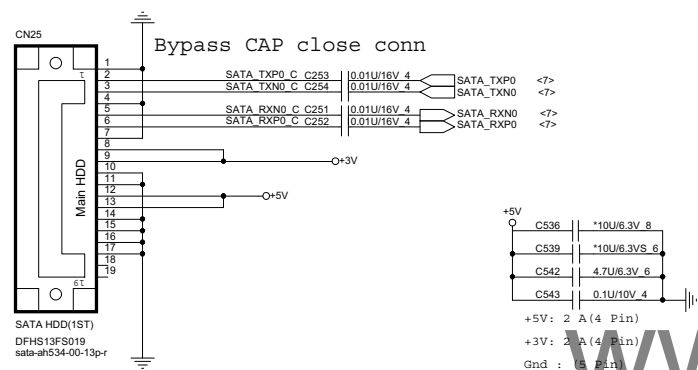 CN25
Bypass CAP close conn
1
2
3
4
5
6
7
8
9
10
11
12
13
14
15
16
17
18
19
1
19
Main HDD
SATA_TXP0_C C253 0.01U/16V_4 SATA_TXP0 <7>
SATA_TXN0_C C254 0.01U/16V_4 SATA_TXN0 <7>
SATA_RXN0_C C251 0.01U/16V_4 SATA_RXN0 <7>
SATA_RXP0_C C252 0.01U/16V_4 SATA_RXP0 <7>
+3V
+5V
SATA HDD(1ST)
DFHS13FS019
sata-ah534-00-13p-r
+5V
C536 *10U/6.3V_8
C539 *10U/6.3VS_6
C542 4.7U/6.3V_6
C543 0.1U/10V_4
+5V: 2 A(4 Pin)
+3V: 2 A(4 Pin)
Gnd : (5 Pin)